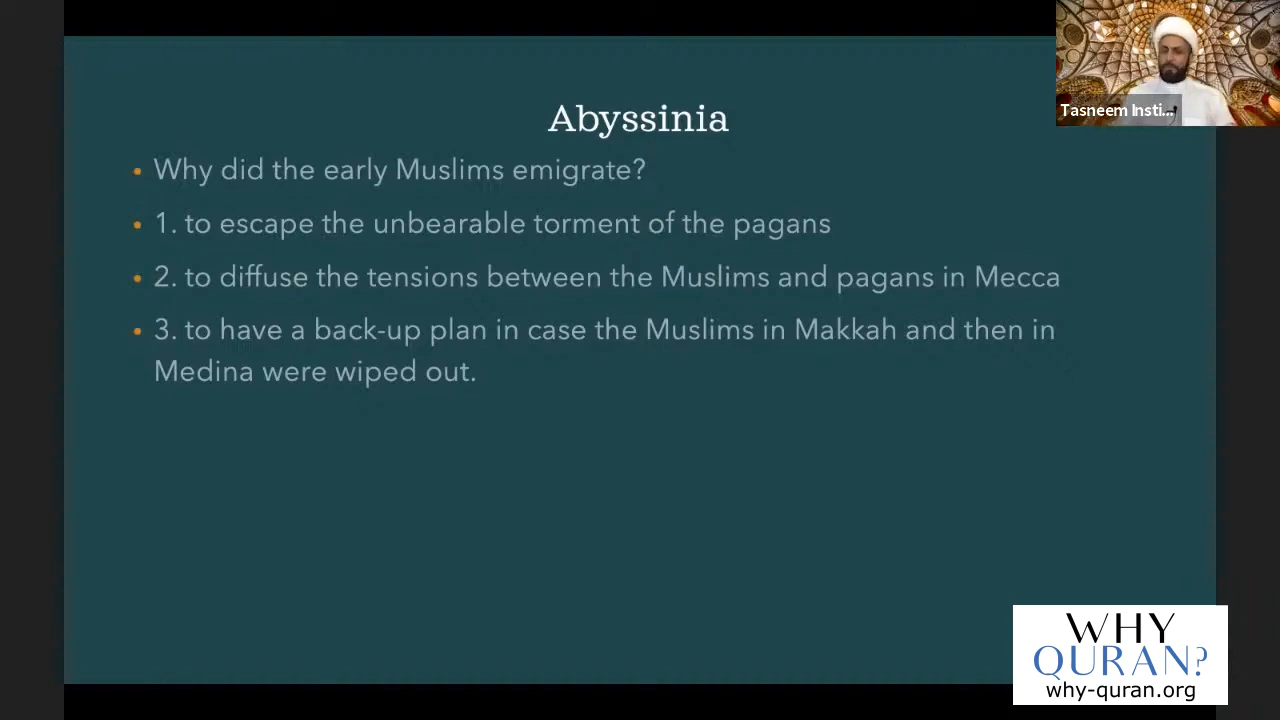 Tasneem Insti...
Abyssinia
• Why did the early Muslims emigrate?
• 1. to escape the unbearable torment of the pagans
• 2. to diffuse the tensions between the Muslims and pagans in Mecca
• 3. to have a back-up plan in case the Muslims in Makkah and then in
Medina were wiped out.
WHY
QURAN?
why-quran.org